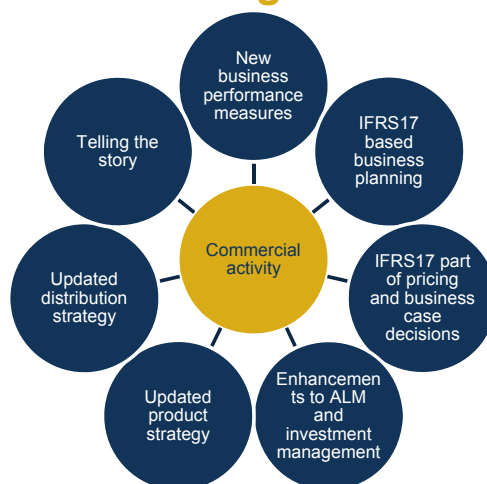 New
business
performance
measures
IFRS17
based
business
planning
IFRS17 part
of pricing
and business
case
decisions
Enhancemen
ts to ALM
and
investment
management
Updated
product
strategy
Updated
distribution
strategy
Telling the
story
Commercial
activity